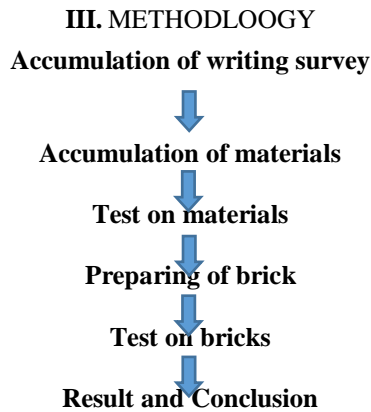 III. METHODLOOGY
Accumulation of writing survey
Accumulation of materials
Test on materials
Preparing of brick
Test on bricks
Result and Conclusion